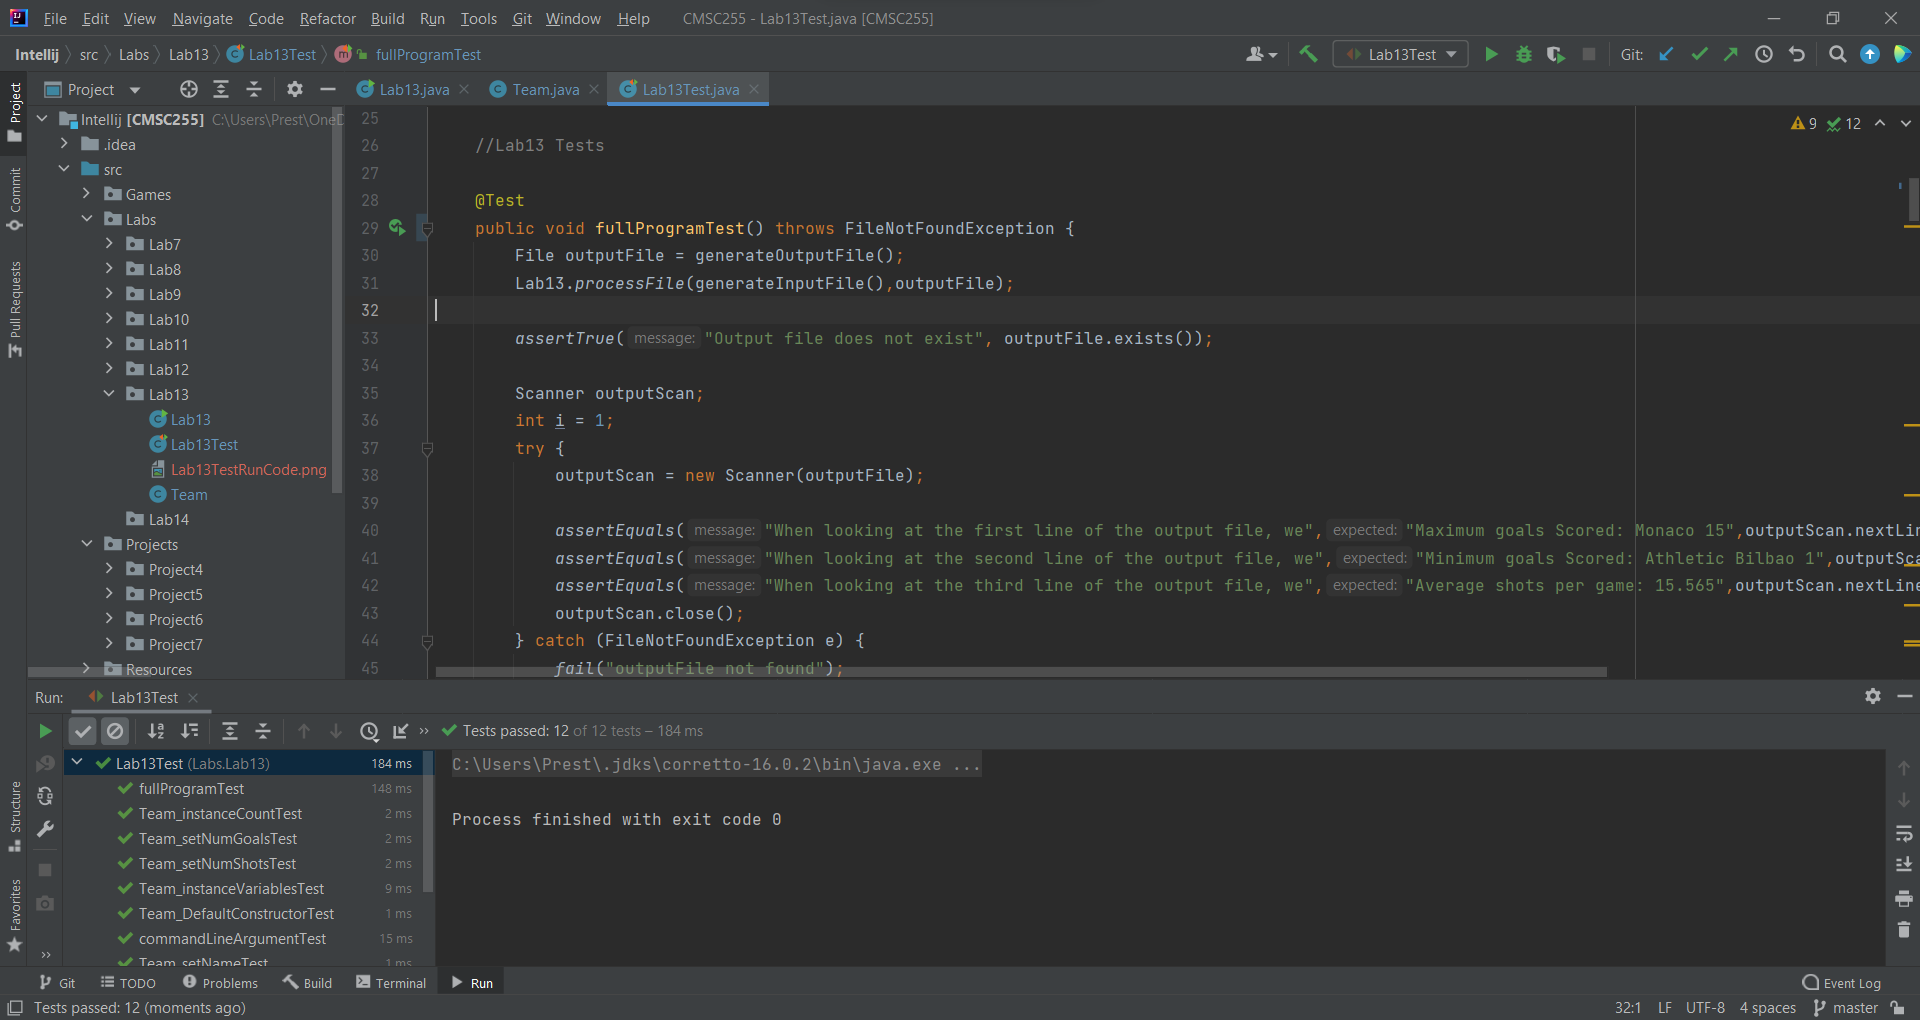 File Edit View Navigate Code Refactor Build Run Tools Git Window Help CMSC255 - Lab13Test.java [CMSC255]
Intellij src Labs Lab13 Lab13Test fullProgramTest Lab13Test Git:
Project Lab13.java Team.java Lab13Test.java
Project
Commit
Pull Requests
Structure
Favorites
Intellij [CMSC255] C:\Users\Prest\OneD
.idea
src
Games
Labs
Lab7
Lab8
Lab9
Lab10
Lab11
Lab12
Lab13
Lab13
Lab13Test
Lab13TestRunCode.png
Team
Lab14
Projects
Project4
Project5
Project6
Project7
Resources
9 12
25
26 //Lab13 Tests
27
28 @Test
29 public void fullProgramTest() throws FileNotFoundException {
30 File outputFile = generateOutputFile();
31 Lab13.processFile(generateInputFile(),outputFile);
32
33 assertTrue( message: "Output file does not exist", outputFile.exists());
34
35 Scanner outputScan;
36 int i = 1;
37 try {
38 outputScan = new Scanner(outputFile);
39
40 assertEquals( message: "When looking at the first line of the output file, we", expected: "Maximum goals Scored: Monaco 15",outputScan.nextLin
41 assertEquals( message: "When looking at the second line of the output file, we", expected: "Minimum goals Scored: Athletic Bilbao 1",outputSca
42 assertEquals( message: "When looking at the third line of the output file, we", expected: "Average shots per game: 15.565",outputScan.nextLine
43 outputScan.close();
44 } catch (FileNotFoundException e) {
45 fail("outputFile not found");
Run: Lab13Test
Tests passed: 12 of 12 tests – 184 ms
Lab13Test (Labs.Lab13) 184 ms
fullProgramTest 148 ms
Team_instanceCountTest 2 ms
Team_setNumGoalsTest 2 ms
Team_setNumShotsTest 2 ms
Team_instanceVariablesTest 9 ms
Team_DefaultConstructorTest 1 ms
commandLineArgumentTest 15 ms
Team_setNameTest 1 ms
C:\Users\Prest\.jdks\corretto-16.0.2\bin\java.exe ...
Process finished with exit code 0
Git TODO Problems Build Terminal Run Event Log
Tests passed: 12 (moments ago) 32:1 LF UTF-8 4 spaces master